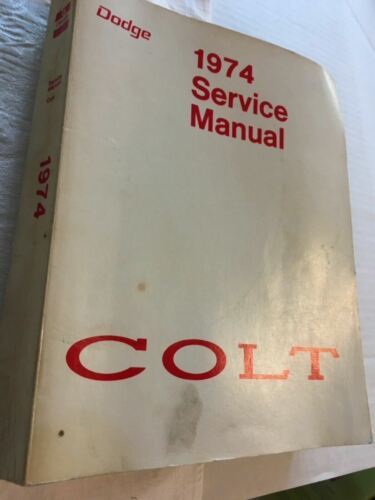 Dodge
1974
Service
Manual
COLT
1974